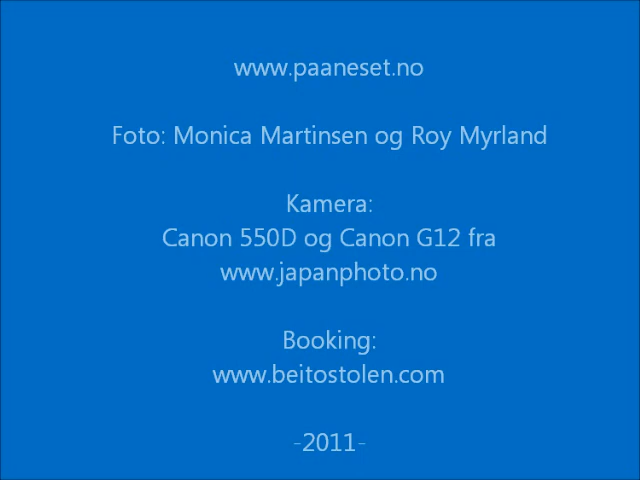 www.paaneset.no
Foto: Monica Martinsen og Roy Myrland
Kamera:
Canon 550D og Canon G12 fra
www.japanphoto.no
Booking:
www.beitostolen.com
-2011-